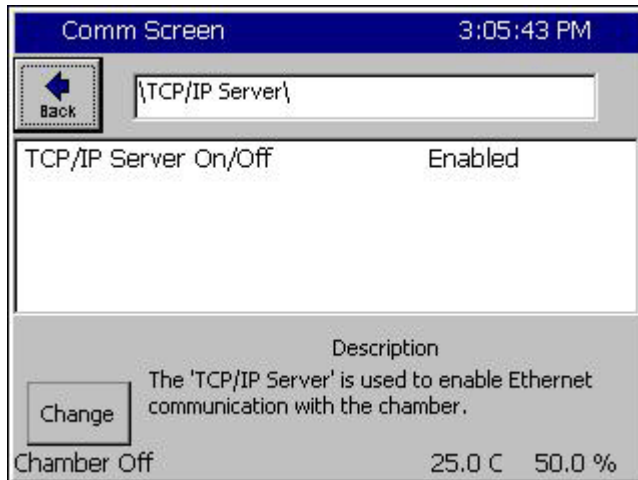 Comm Screen 3:05:43 PM
Back
\TCP/IP Server\
TCP/IP Server On/Off Enabled
Description
The 'TCP/IP Server' is used to enable Ethernet
communication with the chamber.
Change
Chamber Off 25.0 C 50.0 %